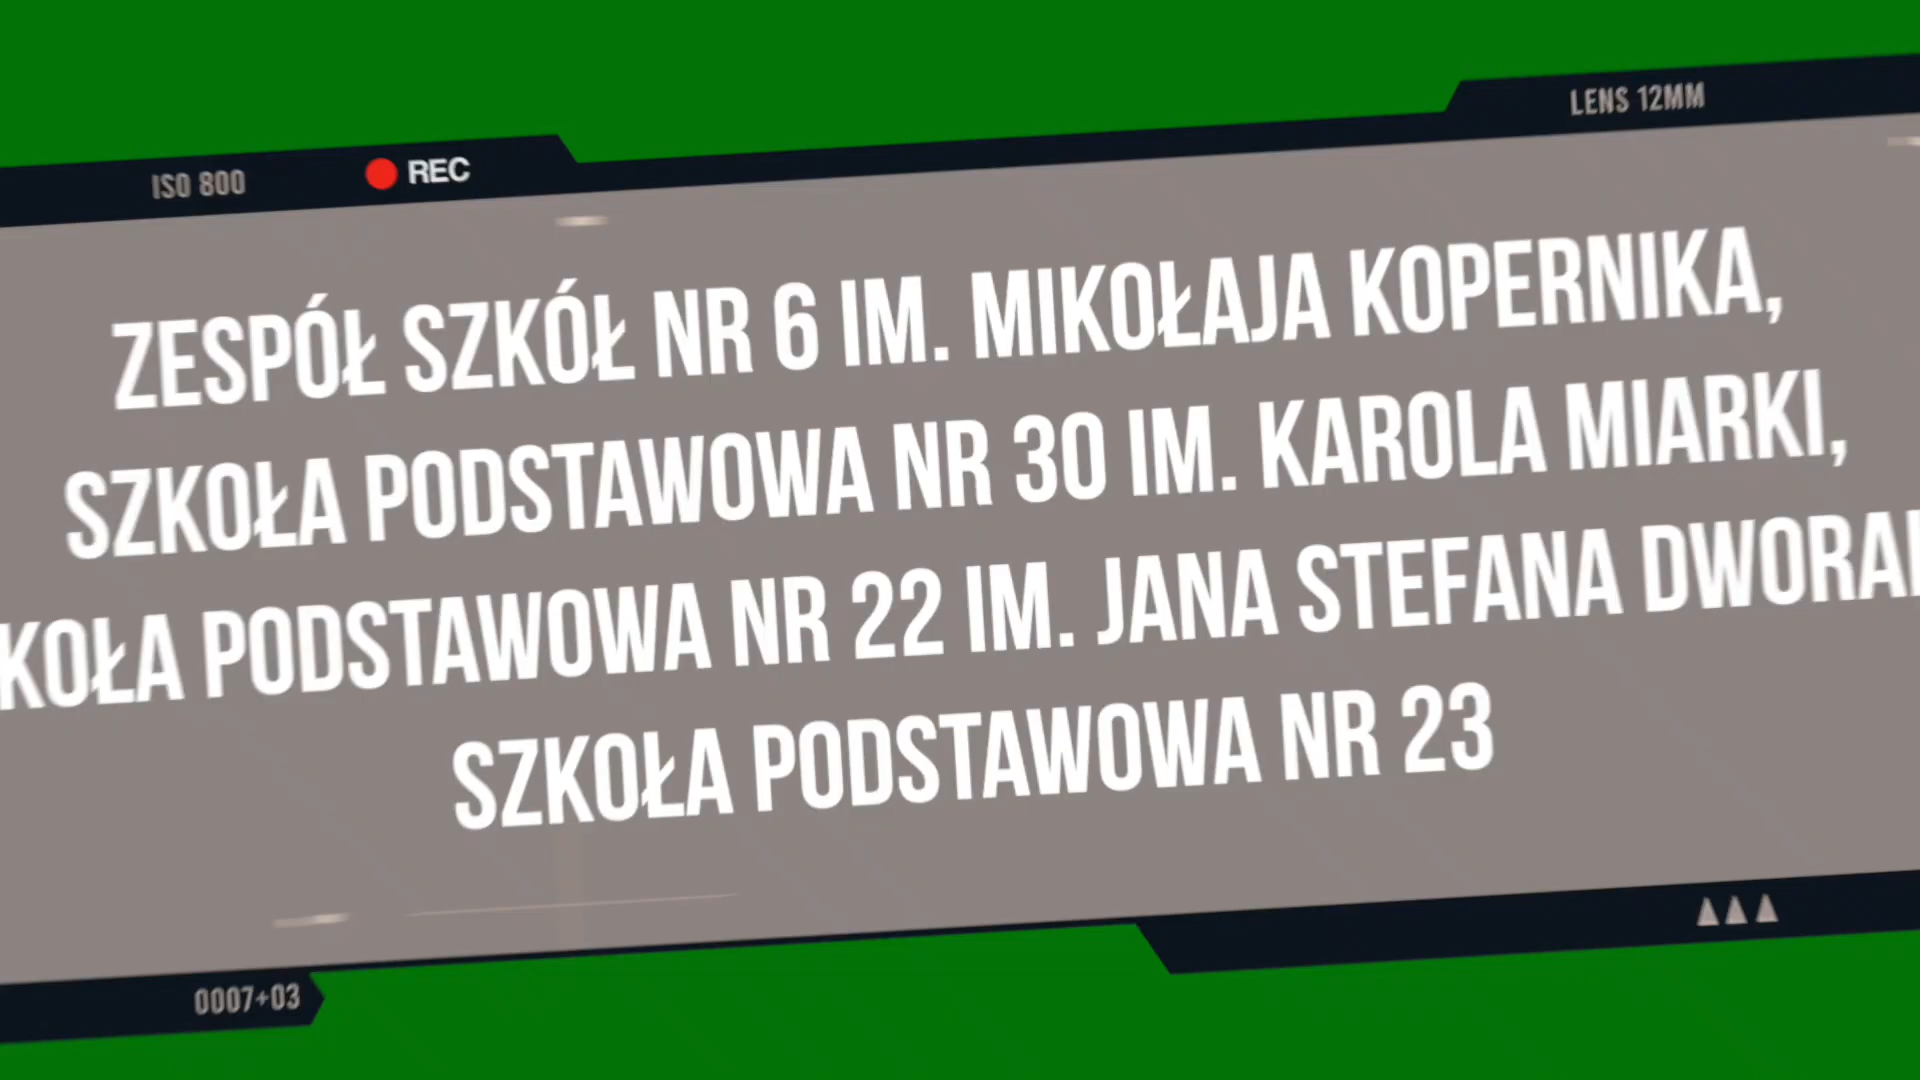 LENS 12MM
ISO 800
REC
ZESPÓŁ SZKÓŁ NR 6 IM. MIKOŁAJA KOPERNIKA,
SZKOŁA PODSTAWOWA NR 30 IM. KAROLA MIARKI,
KOŁA PODSTAWOWA NR 22 IM. JANA STEFANA
SZKOŁA PODSTAWOWA NR 23
0007+03